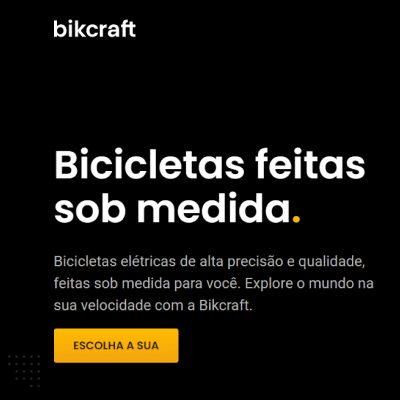 bikcraft
Bicicletas feitas
sob medida.
Bicicletas elétricas de alta precisão e qualidade,
feitas sob medida para você. Explore o mundo na
sua velocidade com a Bikcraft.
ESCOLHA A SUA